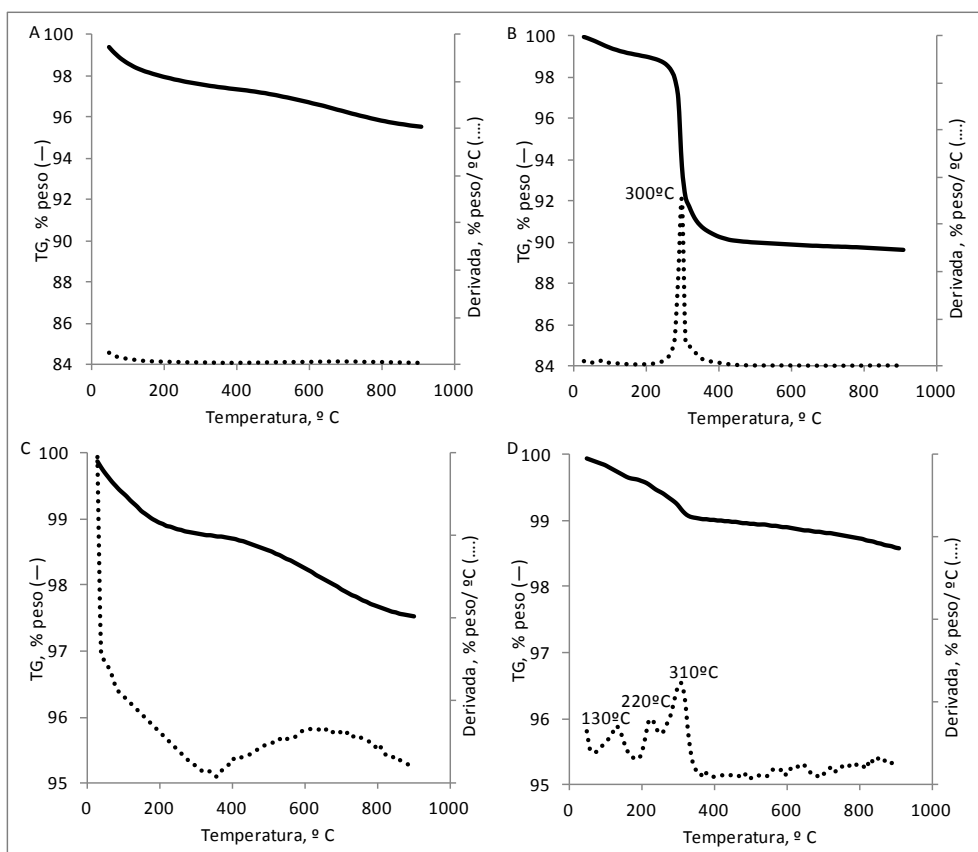 A
100
98
96
94
92
90
88
86
84
0 200 400 600 800 1000
Temperatura, º C
TG, % peso (—)
Derivada, % peso/ ºC (....)
B
100
98
96
94
92
90
88
86
84
300ºC
0 200 400 600 800 1000
Temperatura, º C
TG, % peso (—)
Derivada, % peso/ ºC (....)
C
100
99
98
97
96
95
0 200 400 600 800 1000
Temperatura, º C
TG, % peso (—)
Derivada, % peso/ ºC (....)
D
100
99
98
97
96
95
310ºC
220ºC
130ºC
0 200 400 600 800 1000
Temperatura, º C
TG, % peso (—)
Derivada, % peso/ ºC (....)